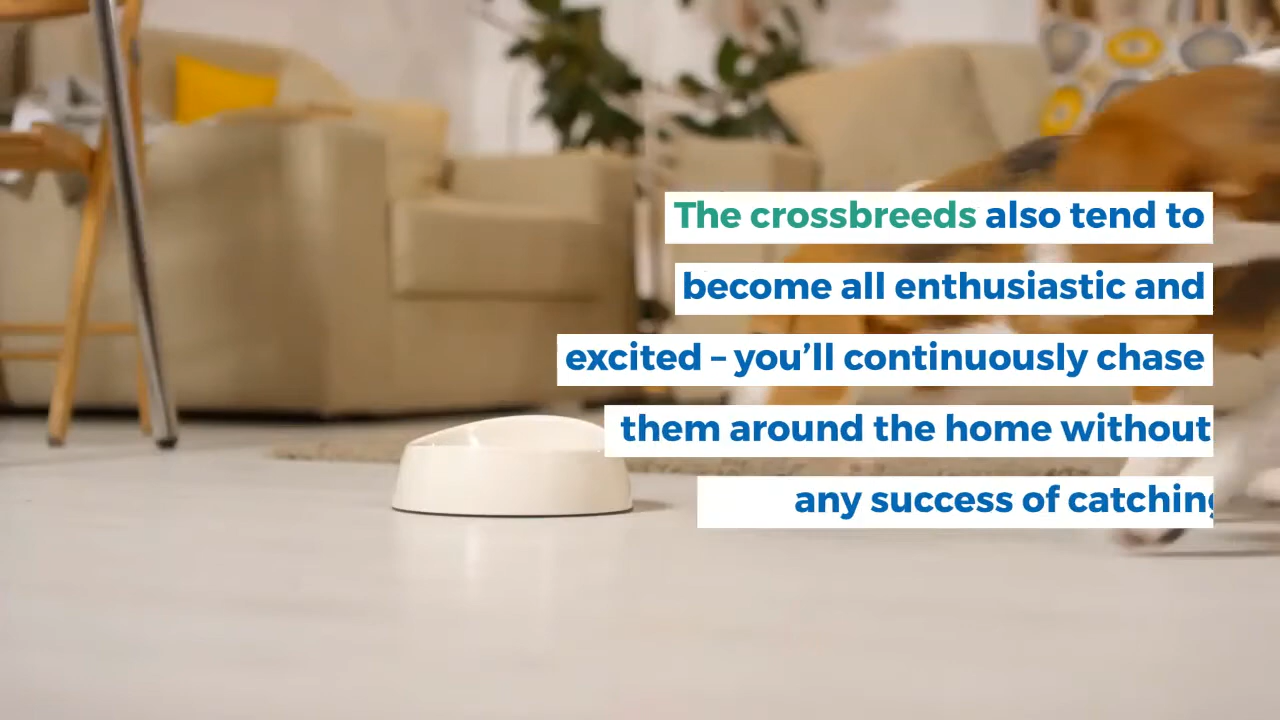 The crossbreeds also tend to
become all enthusiastic and
excited – you’ll continuously chase
them around the home without
any success of catching